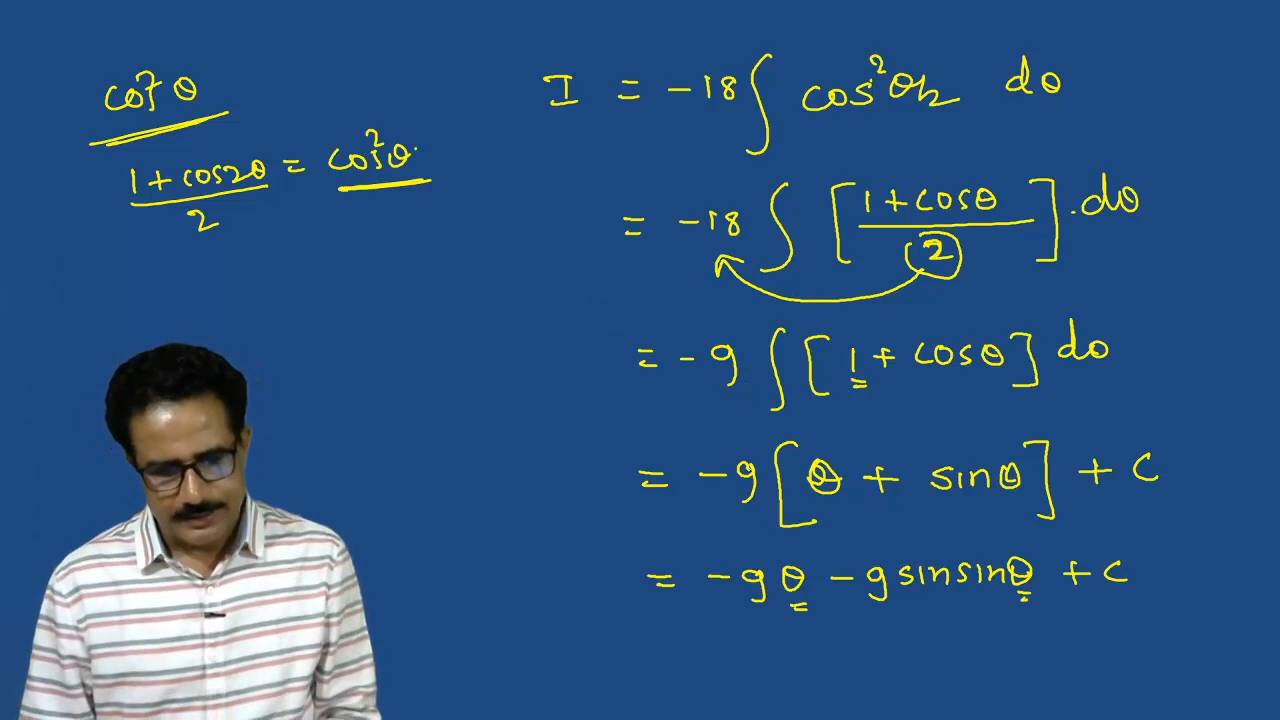 cos²θ
(1 + cos2θ)/2 = cos²θ.
I = -18 ∫ cos²θ/2 dθ
= -18 ∫ [(1 + cosθ)/2] . dθ
= -9 ∫ [1 + cosθ] dθ
= -9 [θ + sinθ] + c
= -9θ - 9 sinsinθ + c